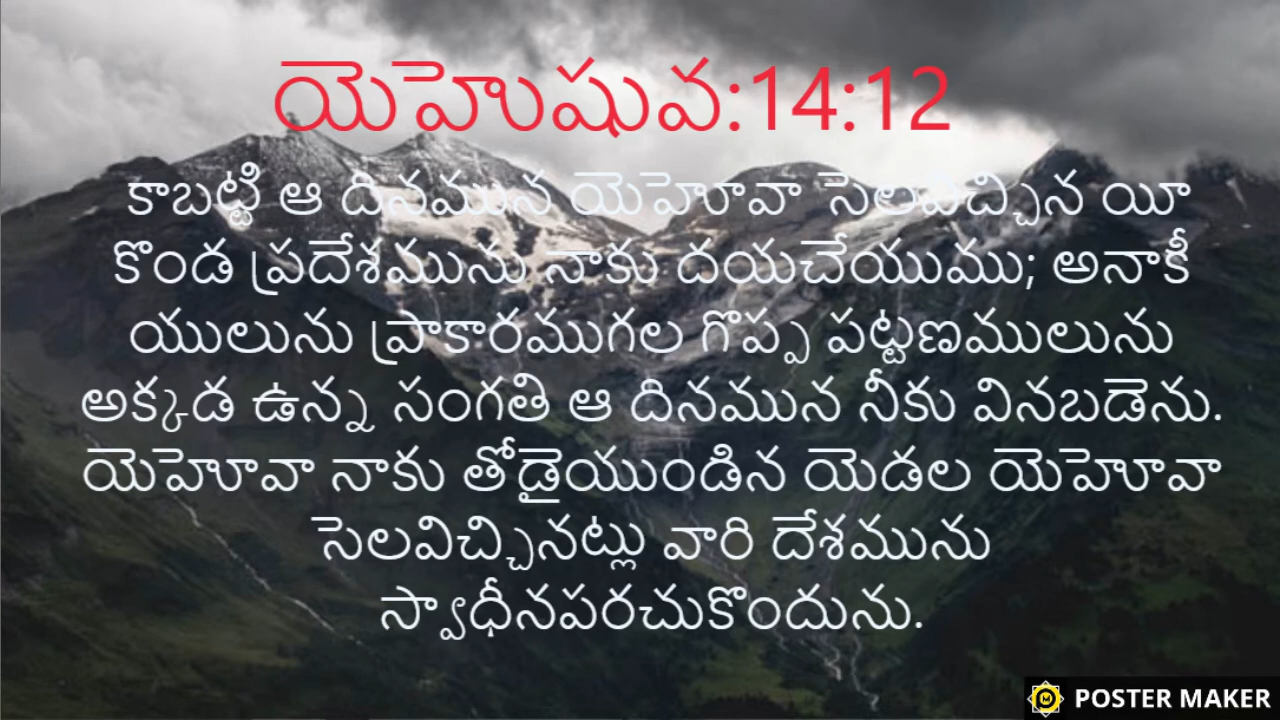 యెహెుషువ:14:12
కాబట్టి ఆ దినమున యెహెూవా సెలవిచ్చిన యీ
కొండ ప్రదేశమును నాకు దయచేయుము; అనాకీ
యులును ప్రాకారముగల గొప్ప పట్టణములును
అక్కడ ఉన్న సంగతి ఆ దినమున నీకు వినబడెను.
యెహెూవా నాకు తోడైయుండిన యెడల యెహెూవా
సెలవిచ్చినట్లు వారి దేశమును
స్వాధీనపరచుకొందును.
POSTER MAKER